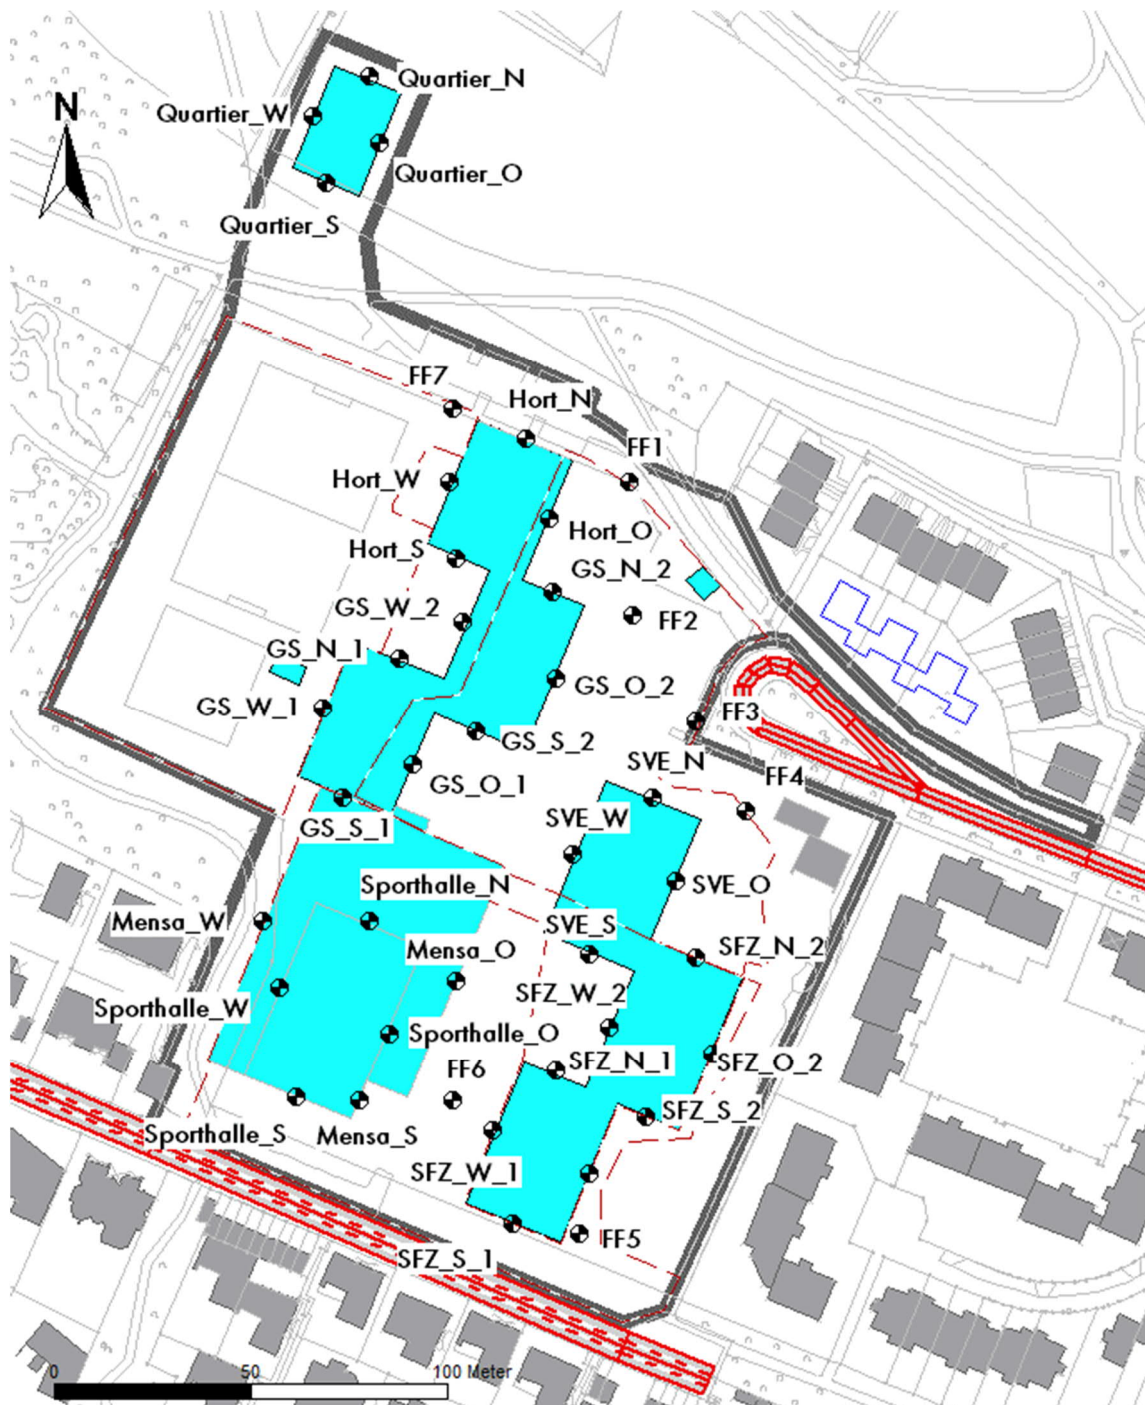 Quartier_N
Quartier_W
N
Quartier_O
Quartier_S
FF7
Hort_N
FF1
Hort_W
Hort_O
Hort_S
GS_N_2
GS_W_2
FF2
GS_N_1
GS_O_2
GS_W_1
FF3
GS_S_2
SVE_N
FF4
GS_O_1
SVE_W
GS_S_1
Sporthalle_N
SVE_O
Mensa_W
SVE_S
SFZ_N_2
Mensa_O
SFZ_W_2
Sporthalle_W
Sporthalle_O
SFZ_N_1
SFZ_O_2
FF6
SFZ_S_2
Sporthalle_S
Mensa_S
SFZ_W_1
FF5
SFZ_S_1
0 50 100 Meter